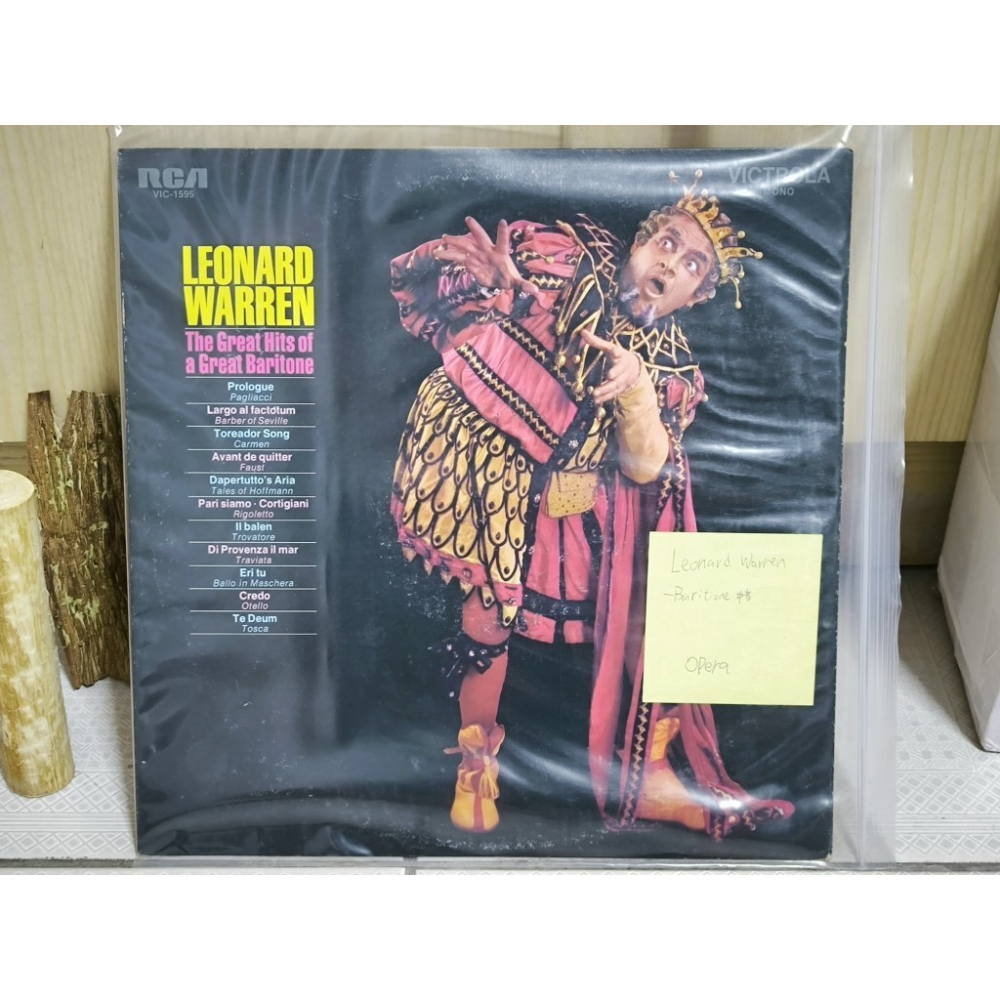 RCA
VIC-1595
VICTROLA
MONO
LEONARD
WARREN
The Great Hits of
a Great Baritone
Prologue
Pagliacci
Largo al factotum
Barber of Seville
Toreador Song
Carmen
Avant de quitter
Faust
Dapertutto's Aria
Tales of Hoffmann
Pari siamo · Cortigiani
Rigoletto
Il balen
Trovatore
Di Provenza il mar
Traviata
Eri tu
Ballo in Maschera
Credo
Otello
Te Deum
Tosca
Leonard Warren
-Baritione
Opera